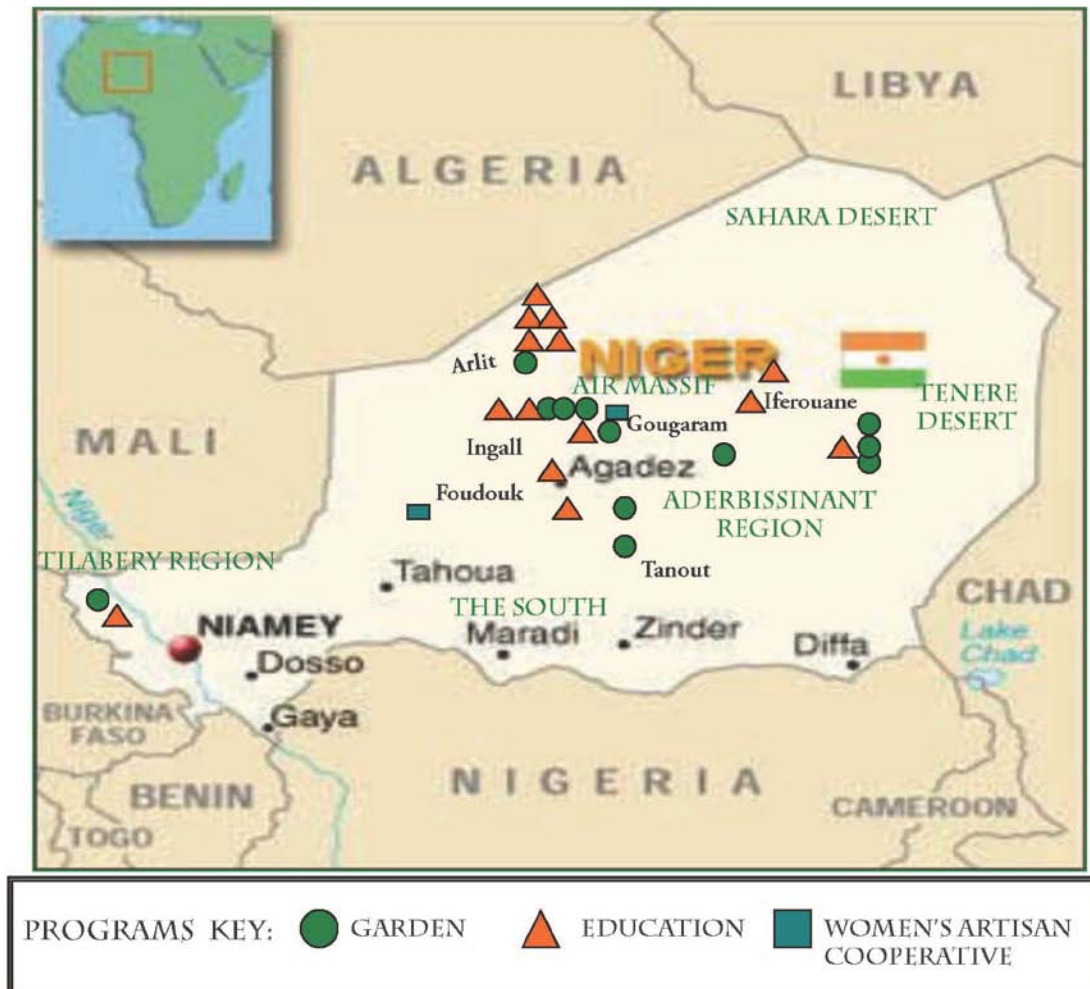 LIBYA
ALGERIA
SAHARA DESERT
NIGER
Arlit
AIR MASSIF
Iferouane
TENERE
DESERT
MALI
Gougaram
Ingall
Agadez
Foudouk
ADERBISSINANT
REGION
Niger
TILABERY REGION
Tanout
Tahoua
CHAD
THE SOUTH
NIAMEY
Maradi
Zinder
Diffa
Lake
Chad
Dosso
BURKINA
FASO
Gaya
NIGERIA
BENIN
CAMEROON
TOGO
PROGRAMS KEY: GARDEN EDUCATION WOMEN'S ARTISAN
COOPERATIVE